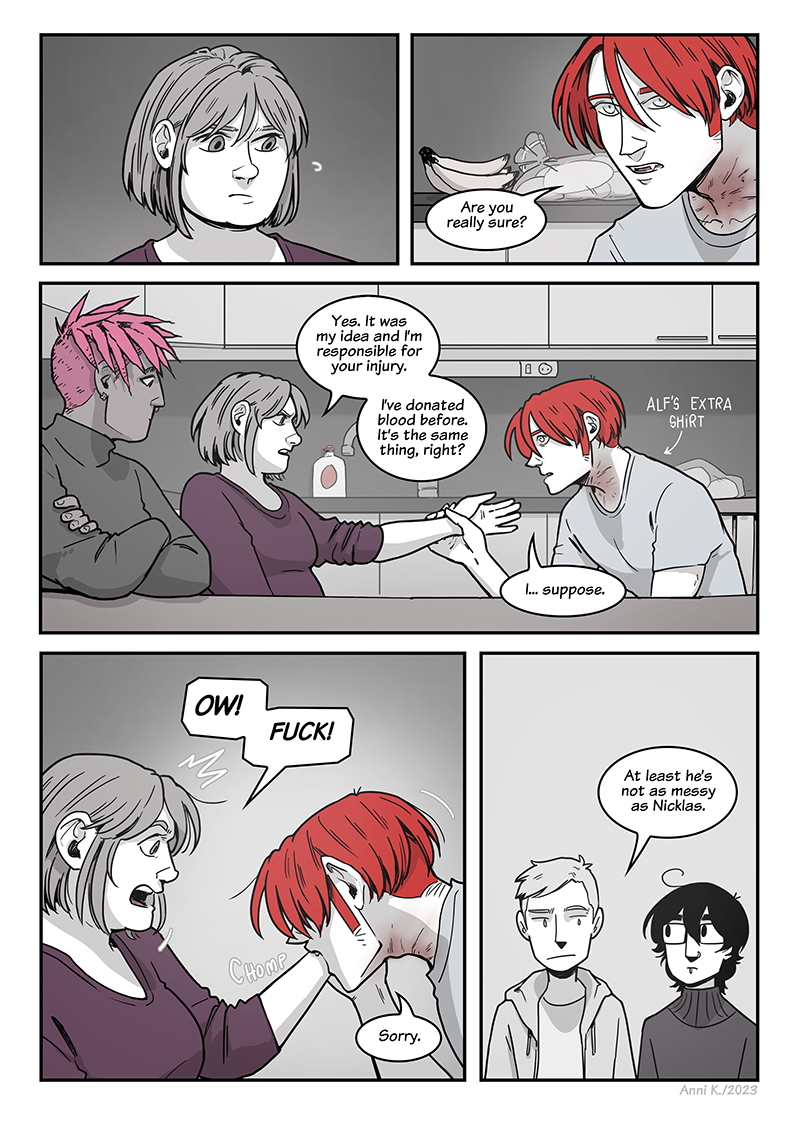 Are you
really sure?
Yes. It was
my idea and I'm
responsible for
your injury.
I've donated
blood before.
It's the same
thing, right?
ALF'S EXTRA
SHIRT
I... suppose.
OW!
FUCK!
CHOMP
Sorry.
At least he's
not as messy
as Nicklas.
Anni K./2023